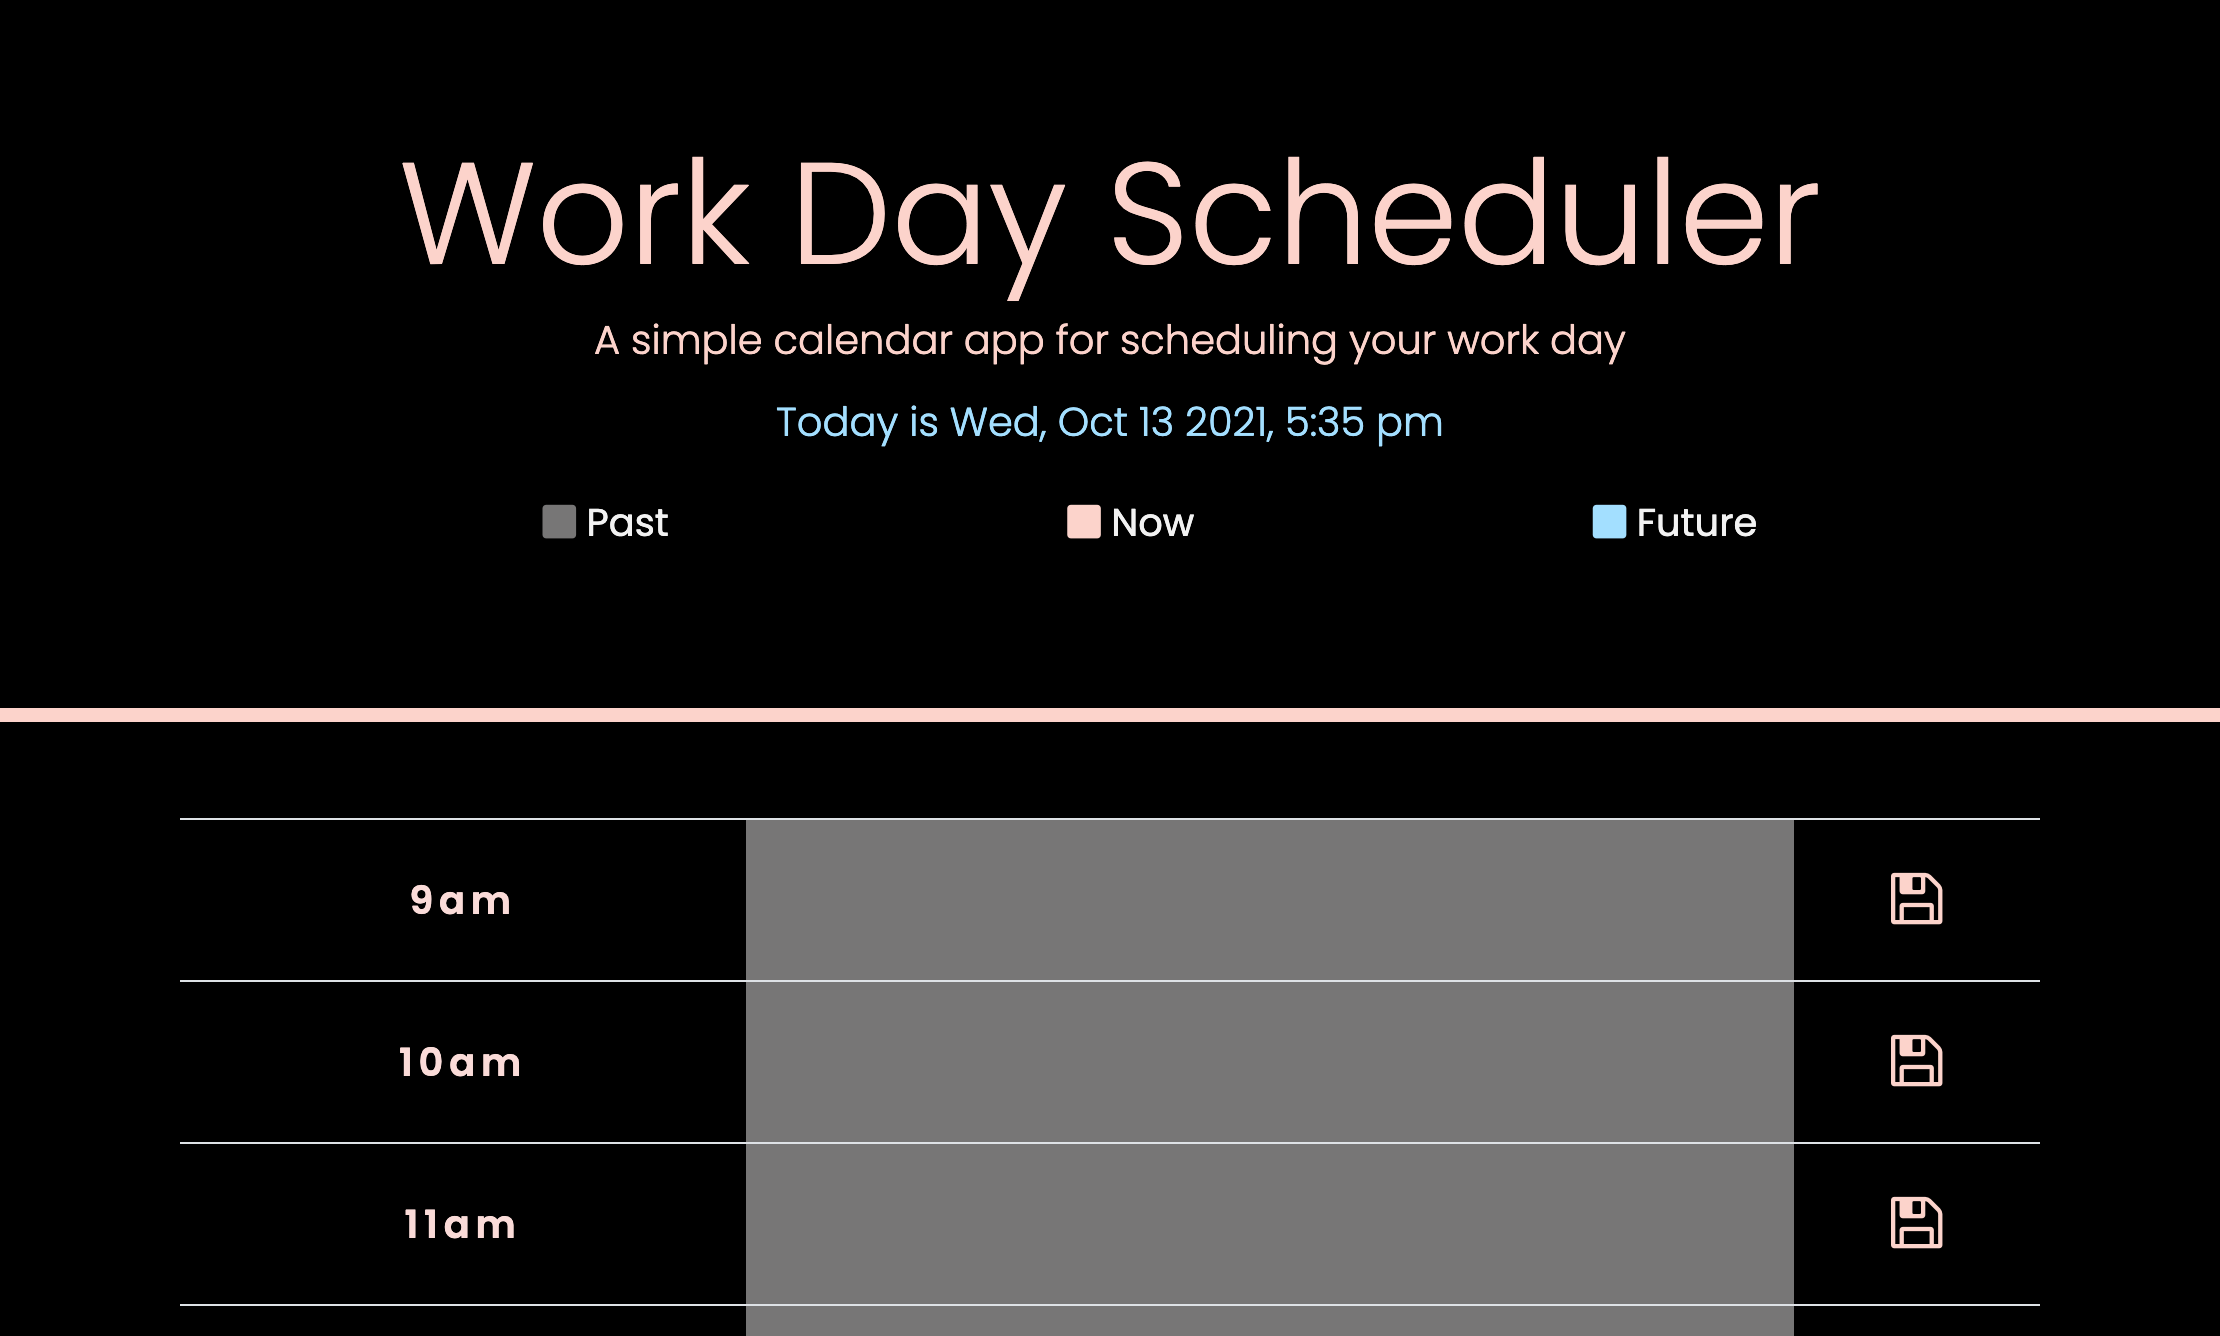 Work Day Scheduler
A simple calendar app for scheduling your work day
Today is Wed, Oct 13 2021, 5:35 pm
Past Now Future
9am
10am
11am